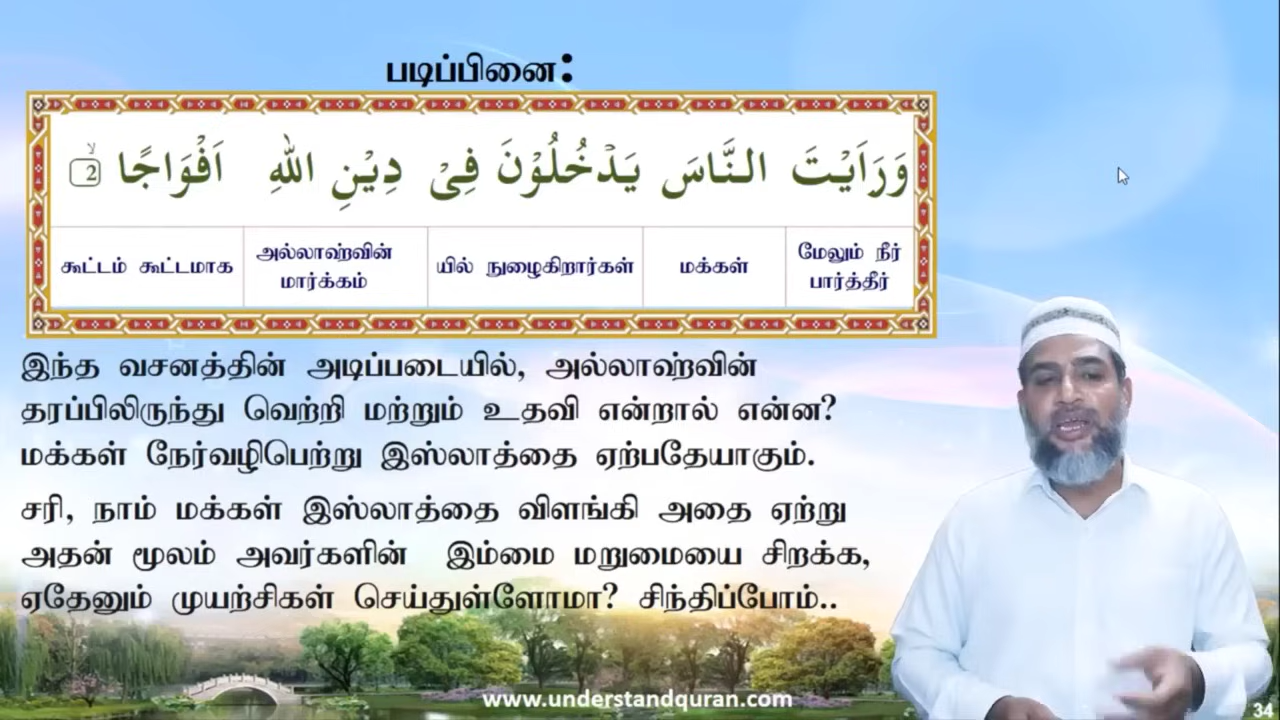 படிப்பினை:
وَرَاَيْتَ النَّاسَ يَدْخُلُوْنَ فِىْ دِيْنِ اللّٰهِ اَفْوَاجًا ۙ 2
மேலும் நீர் பார்த்தீர்
மக்கள்
யில் நுழைகிறார்கள்
அல்லாஹ்வின் மார்க்கம்
கூட்டம் கூட்டமாக
இந்த வசனத்தின் அடிப்படையில், அல்லாஹ்வின்
தரப்பிலிருந்து வெற்றி மற்றும் உதவி என்றால் என்ன?
மக்கள் நேர்வழிபெற்று இஸ்லாத்தை ஏற்பதேயாகும்.
சரி, நாம் மக்கள் இஸ்லாத்தை விளங்கி அதை ஏற்று
அதன் மூலம் அவர்களின் இம்மை மறுமையை சிறக்க,
ஏதேனும் முயற்சிகள் செய்துள்ளோமா? சிந்திப்போம்..
www.understandquran.com
34